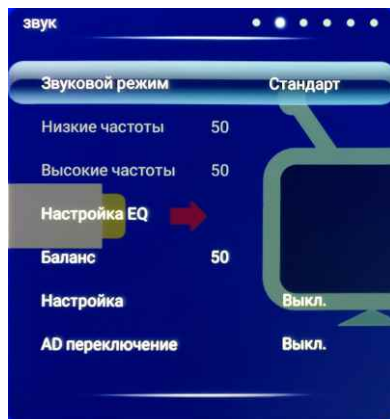 звук
Звуковой режим Стандарт
Низкие частоты 50
Высокие частоты 50
Настройка EQ
Баланс 50
Настройка Выкл.
AD переключение Выкл.